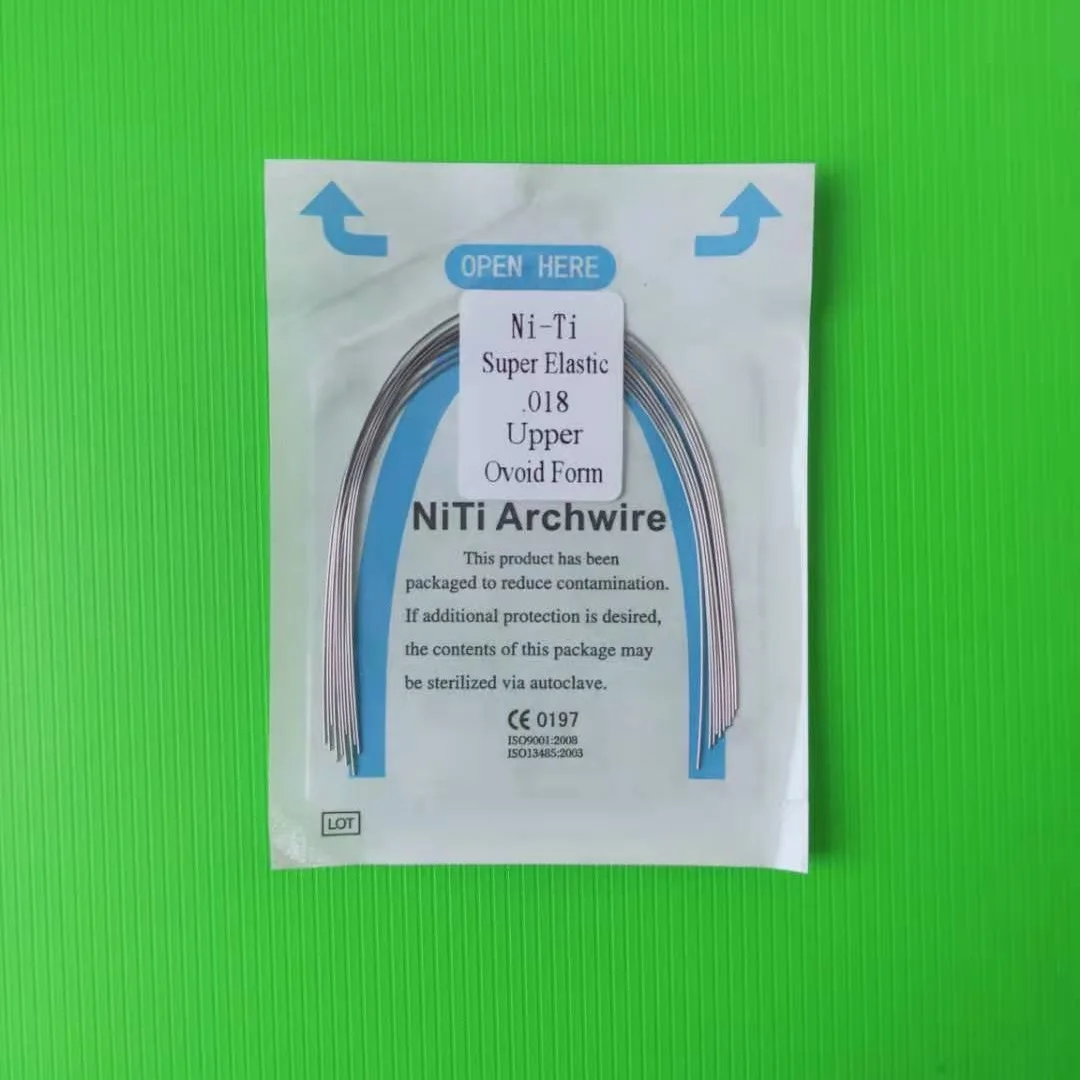 OPEN HERE
Ni-Ti
Super Elastic
.018
Upper
Ovoid Form
NiTi Archwire
This product has been
packaged to reduce contamination.
If additional protection is desired,
the contents of this package may
be sterilized via autoclave.
CE 0197
ISO9001:2008
ISO13485:2003
LOT